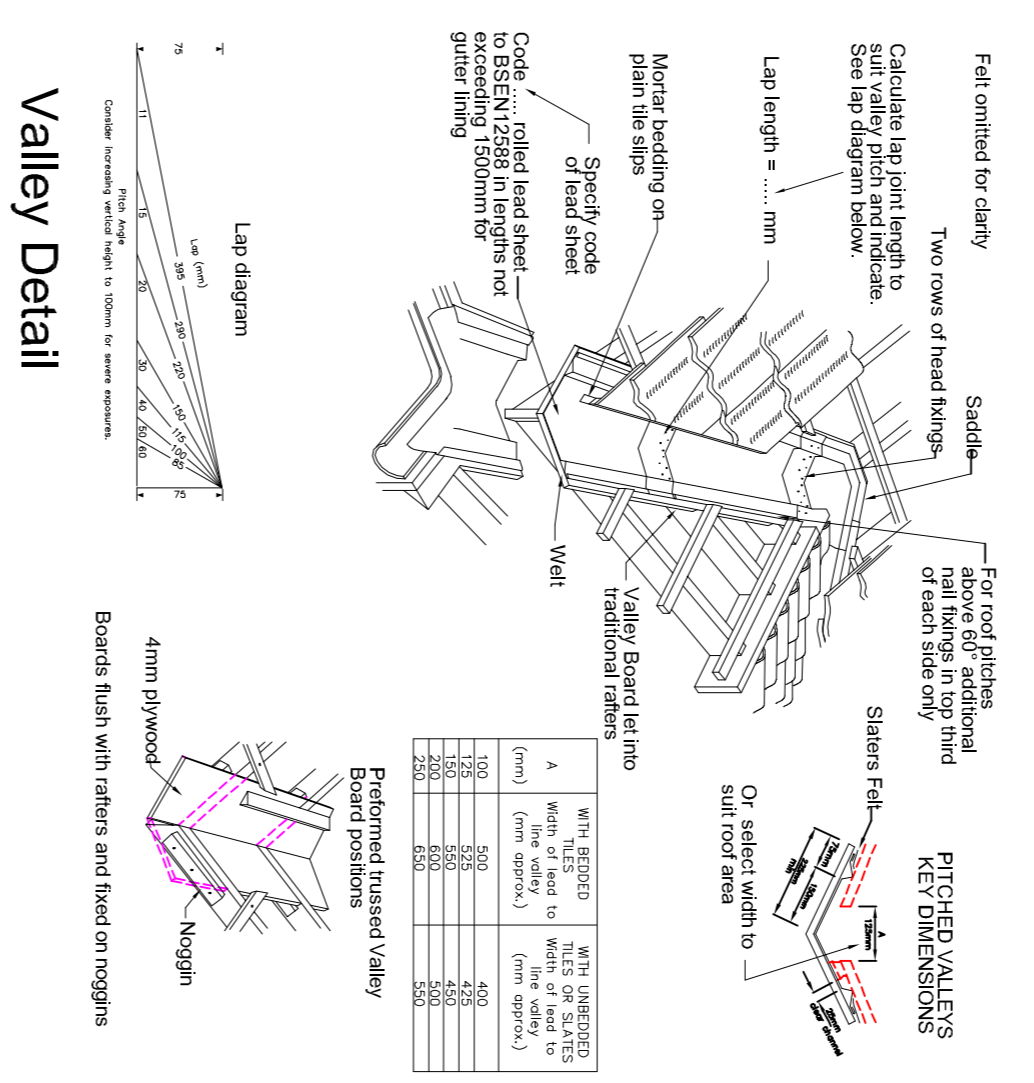 Felt omitted for clarity
Calculate lap joint length to
suit valley pitch and indicate.
See lap diagram below.
Lap length = ..... mm
Mortar bedding on
plain tile slips
Specify code
of lead sheet
Code ..... rolled lead sheet
to BSEN12588 in lengths not
exceeding 1500mm for
gutter lining
Two rows of head fixings
Saddle
For roof pitches
above 60° additional
nail fixings in top third
of each side only
Valley Board let into
traditional rafters
Welt
PITCHED VALLEYS
KEY DIMENSIONS
Slaters Felt
75mm
150mm
225mm
min
A
125mm
25mm
clear channel
Or select width to
suit roof area
A
(mm)
WITH BEDDED
TILES
Width of lead to
line valley
(mm approx.)
WITH UNBEDDED
TILES OR SLATES
Width of lead to
line valley
(mm approx.)
100 500 400
125 525 425
150 550 450
200 600 500
250 650 550
Preformed trussed Valley
Board positions
4mm plywood
Noggin
Boards flush with rafters and fixed on noggins
Lap diagram
Lap (mm)
395
290
220
150
115
100
85
75
75
11
15
20
30
40
50
60
Pitch Angle
Consider increasing vertical height to 100mm for severe exposures.
Valley Detail